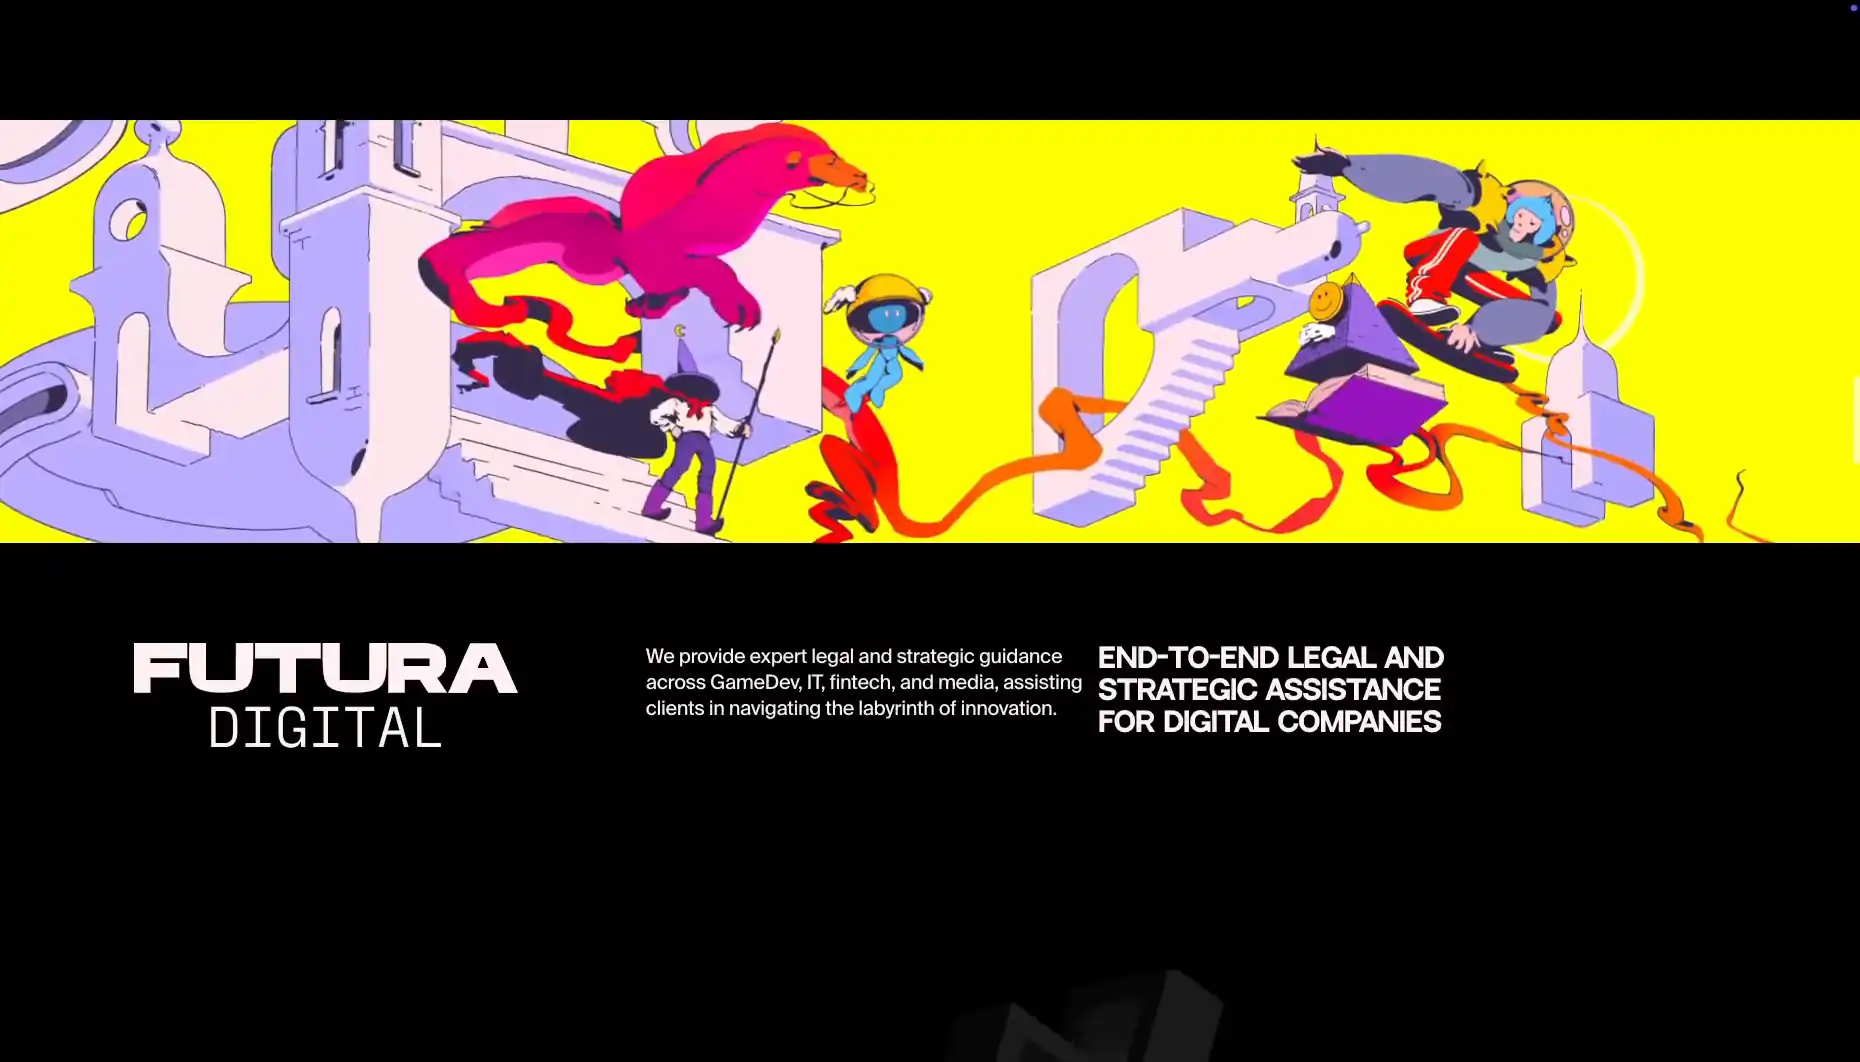 FUTURA
DIGITAL
We provide expert legal and strategic guidance
across GameDev, IT, fintech, and media, assisting
clients in navigating the labyrinth of innovation.
END-TO-END LEGAL AND
STRATEGIC ASSISTANCE
FOR DIGITAL COMPANIES